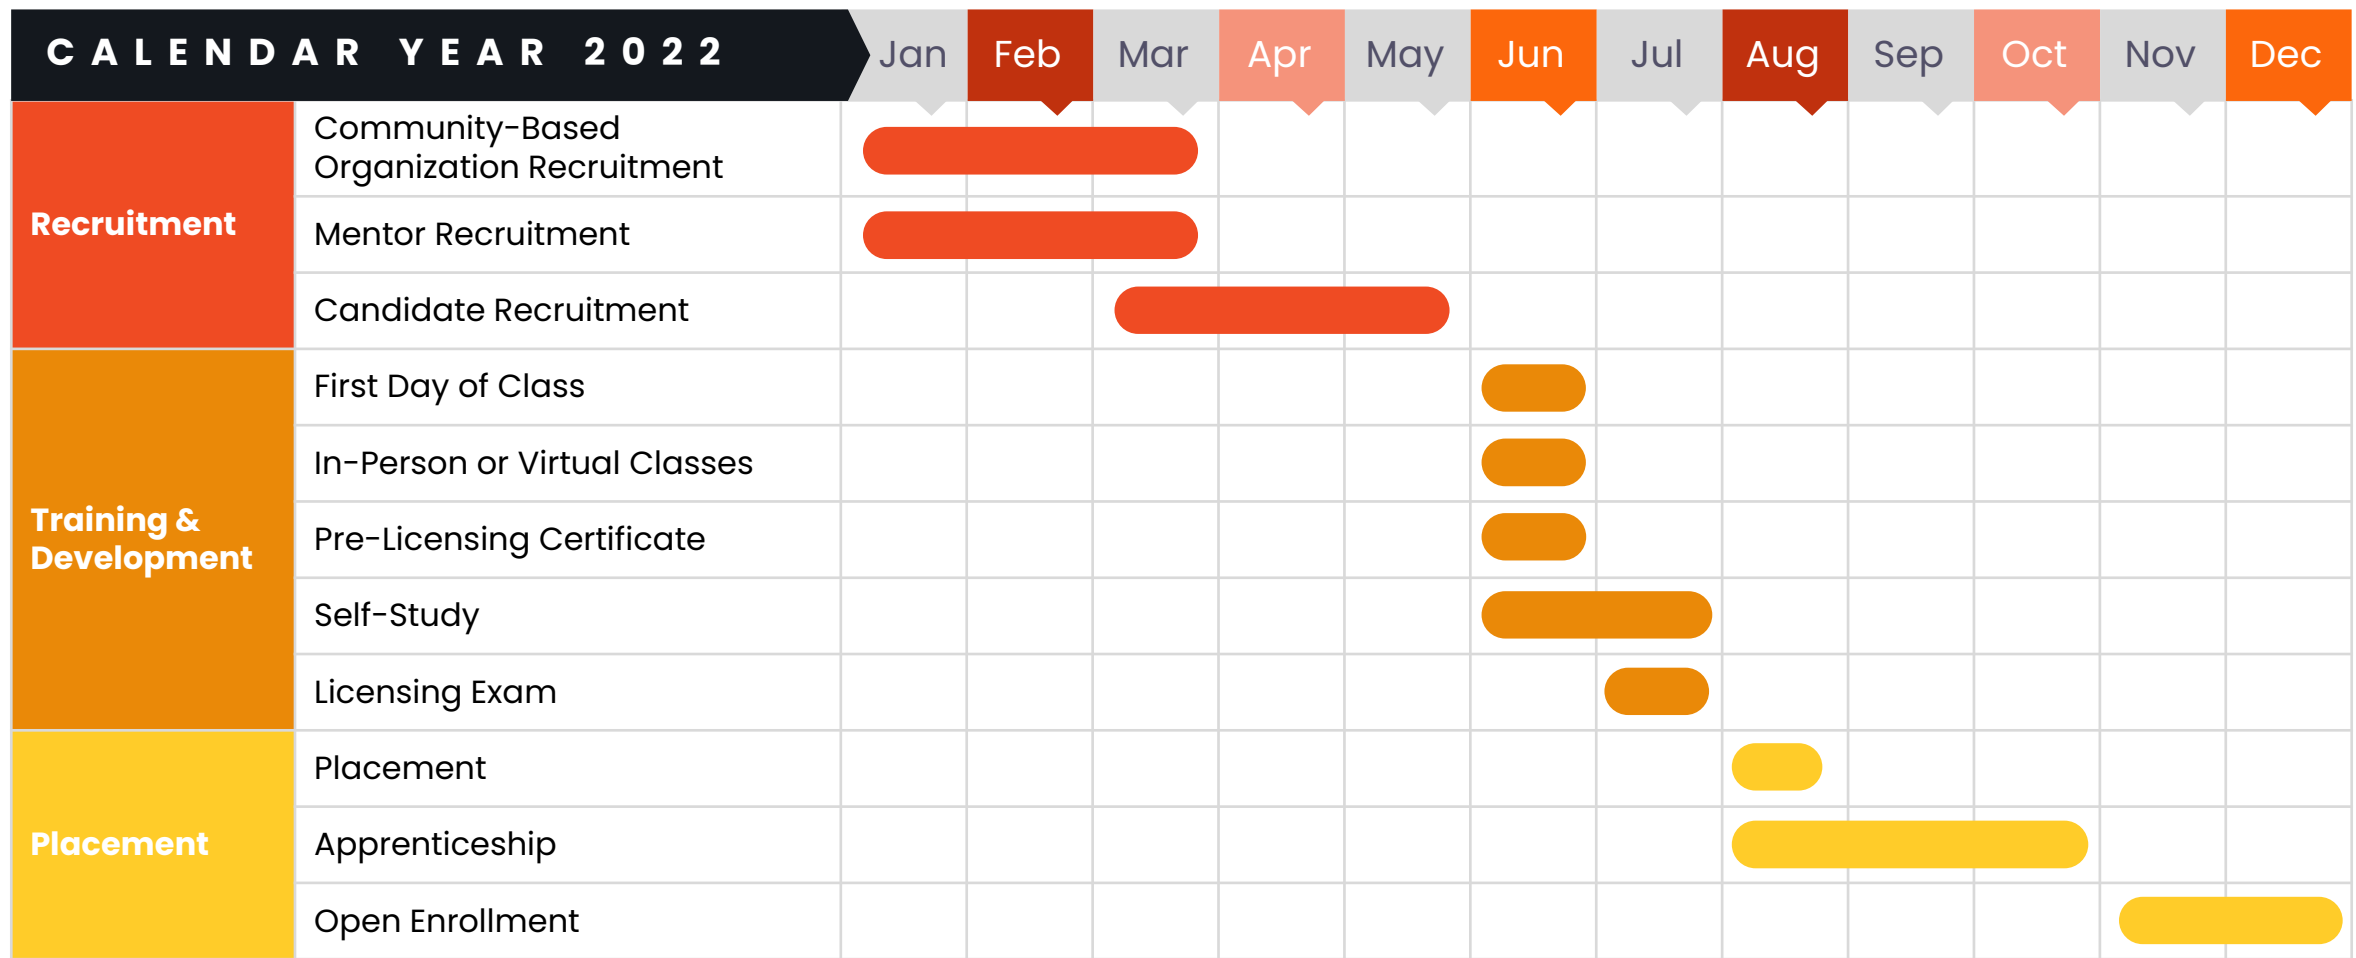 CALENDAR YEAR 2022 Jan Feb Mar Apr May Jun Jul Aug Sep Oct Nov Dec
Recruitment
Community-Based
Organization Recruitment
Mentor Recruitment
Candidate Recruitment
Training &
Development
First Day of Class
In-Person or Virtual Classes
Pre-Licensing Certificate
Self-Study
Licensing Exam
Placement
Placement
Apprenticeship
Open Enrollment